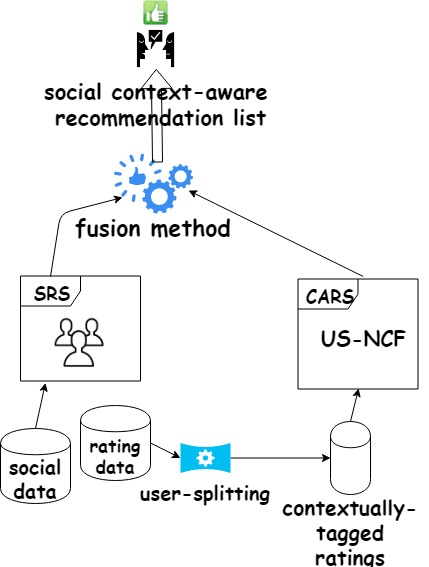 social context-aware
recommendation list
fusion method
SRS
CARS
US-NCF
social
data
rating
data
user-splitting
contextually-
tagged
ratings